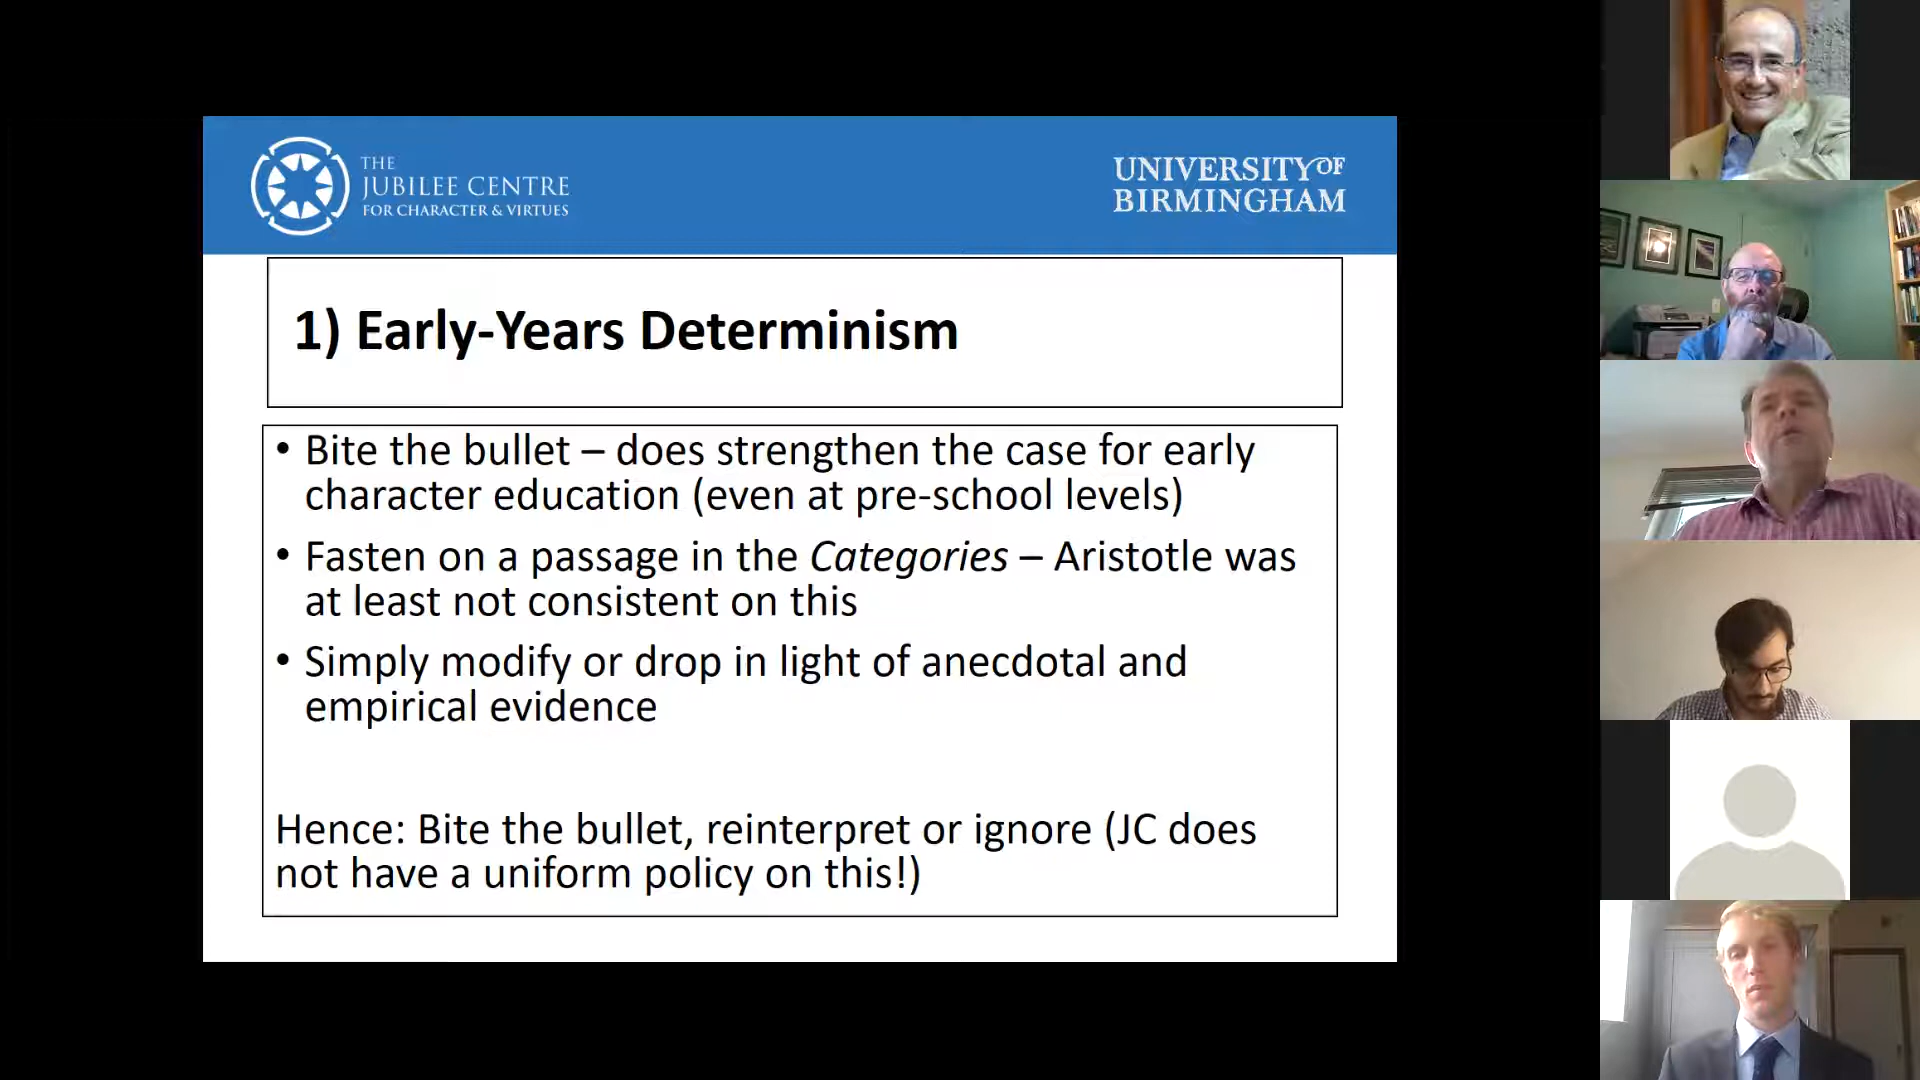 THE
JUBILEE CENTRE
FOR CHARACTER & VIRTUES
UNIVERSITY OF
BIRMINGHAM
1) Early-Years Determinism
• Bite the bullet – does strengthen the case for early
character education (even at pre-school levels)
• Fasten on a passage in the Categories – Aristotle was
at least not consistent on this
• Simply modify or drop in light of anecdotal and
empirical evidence
Hence: Bite the bullet, reinterpret or ignore (JC does
not have a uniform policy on this!)